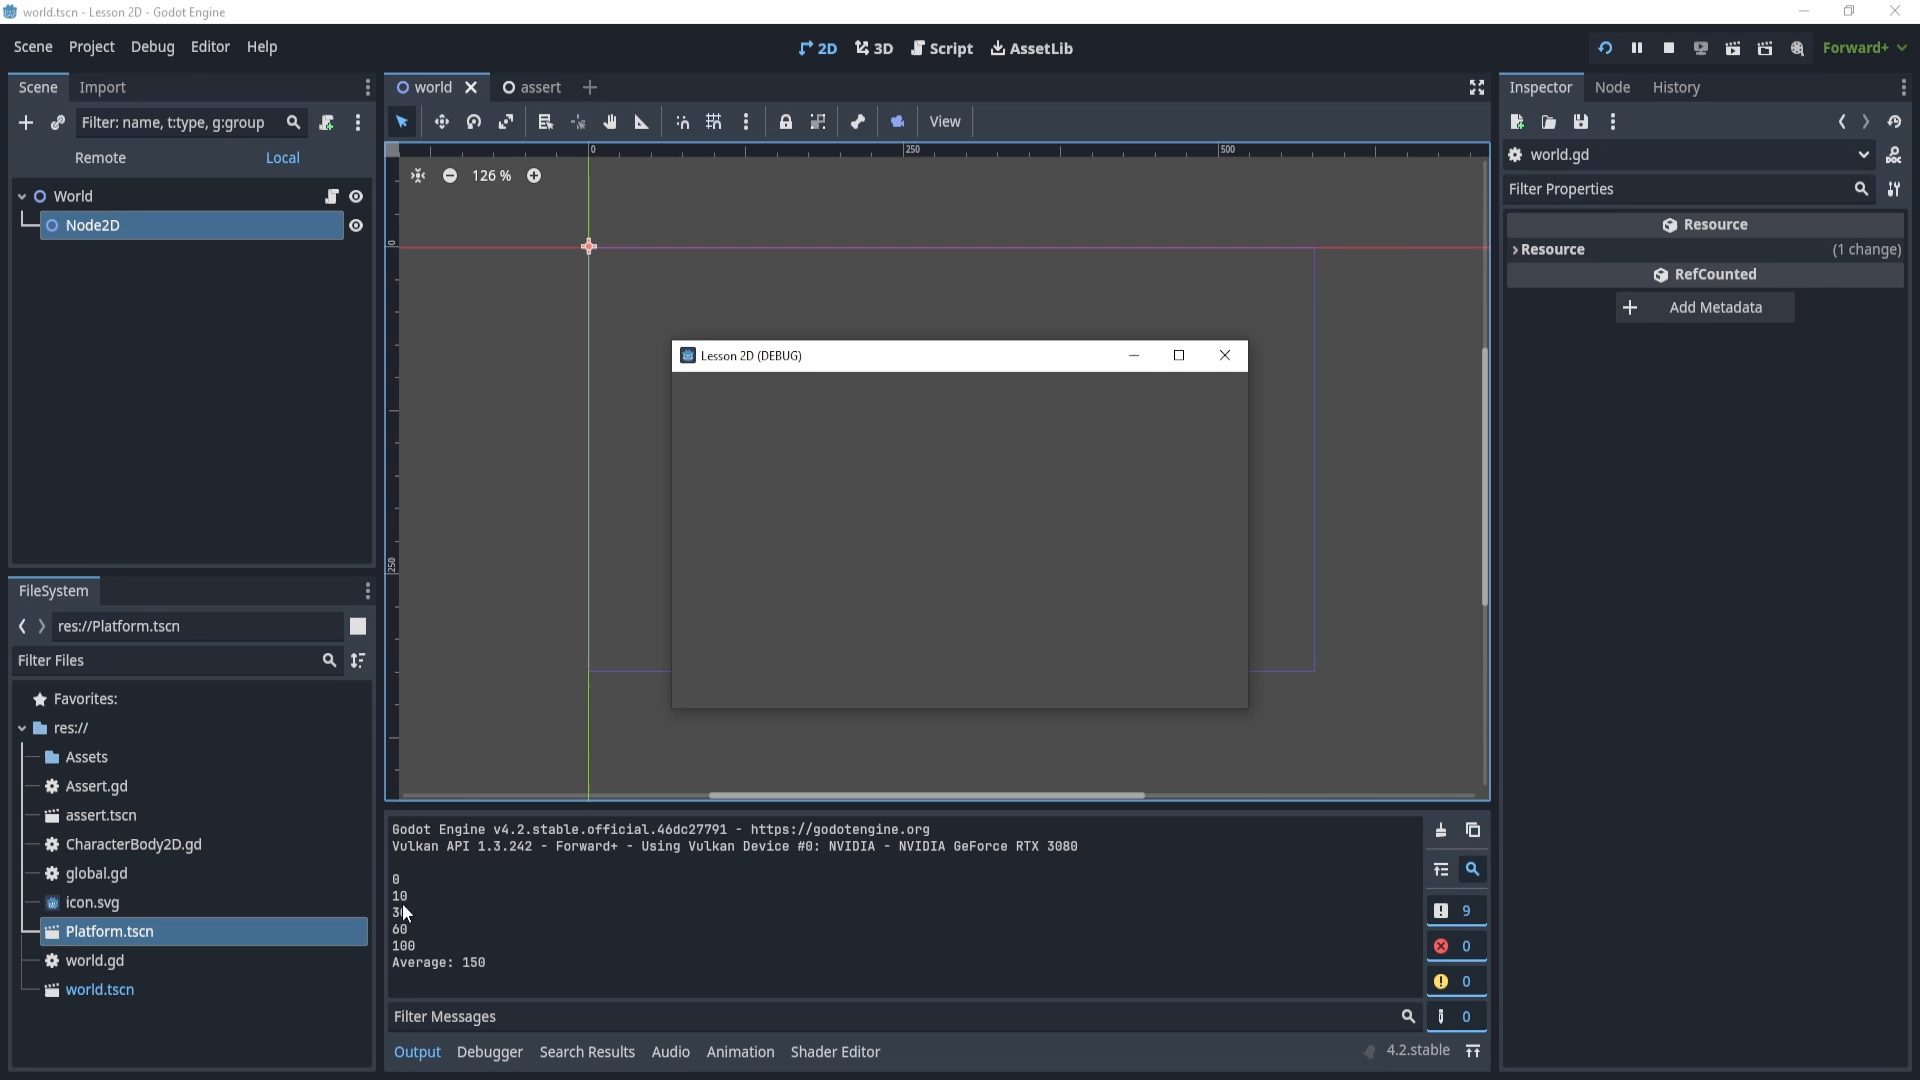 world.tscn - Lesson 2D - Godot Engine
Scene Project Debug Editor Help
2D 3D Script AssetLib
Forward+
Scene Import
Filter: name, t:type, g:group
Remote Local
World
Node2D
world assert
View
0 250 500
126 %
0
250
Lesson 2D (DEBUG)
FileSystem
res://Platform.tscn
Filter Files
Favorites:
res://
Assets
Assert.gd
assert.tscn
CharacterBody2D.gd
global.gd
icon.svg
Platform.tscn
world.gd
world.tscn
Godot Engine v4.2.stable.official.46dc27791 - https://godotengine.org
Vulkan API 1.3.242 - Forward+ - Using Vulkan Device #0: NVIDIA - NVIDIA GeForce RTX 3080
0
10
30
60
100
Average: 150
9
0
0
0
Filter Messages
Output Debugger Search Results Audio Animation Shader Editor
4.2.stable
Inspector Node History
world.gd
Filter Properties
Resource
Resource (1 change)
RefCounted
Add Metadata